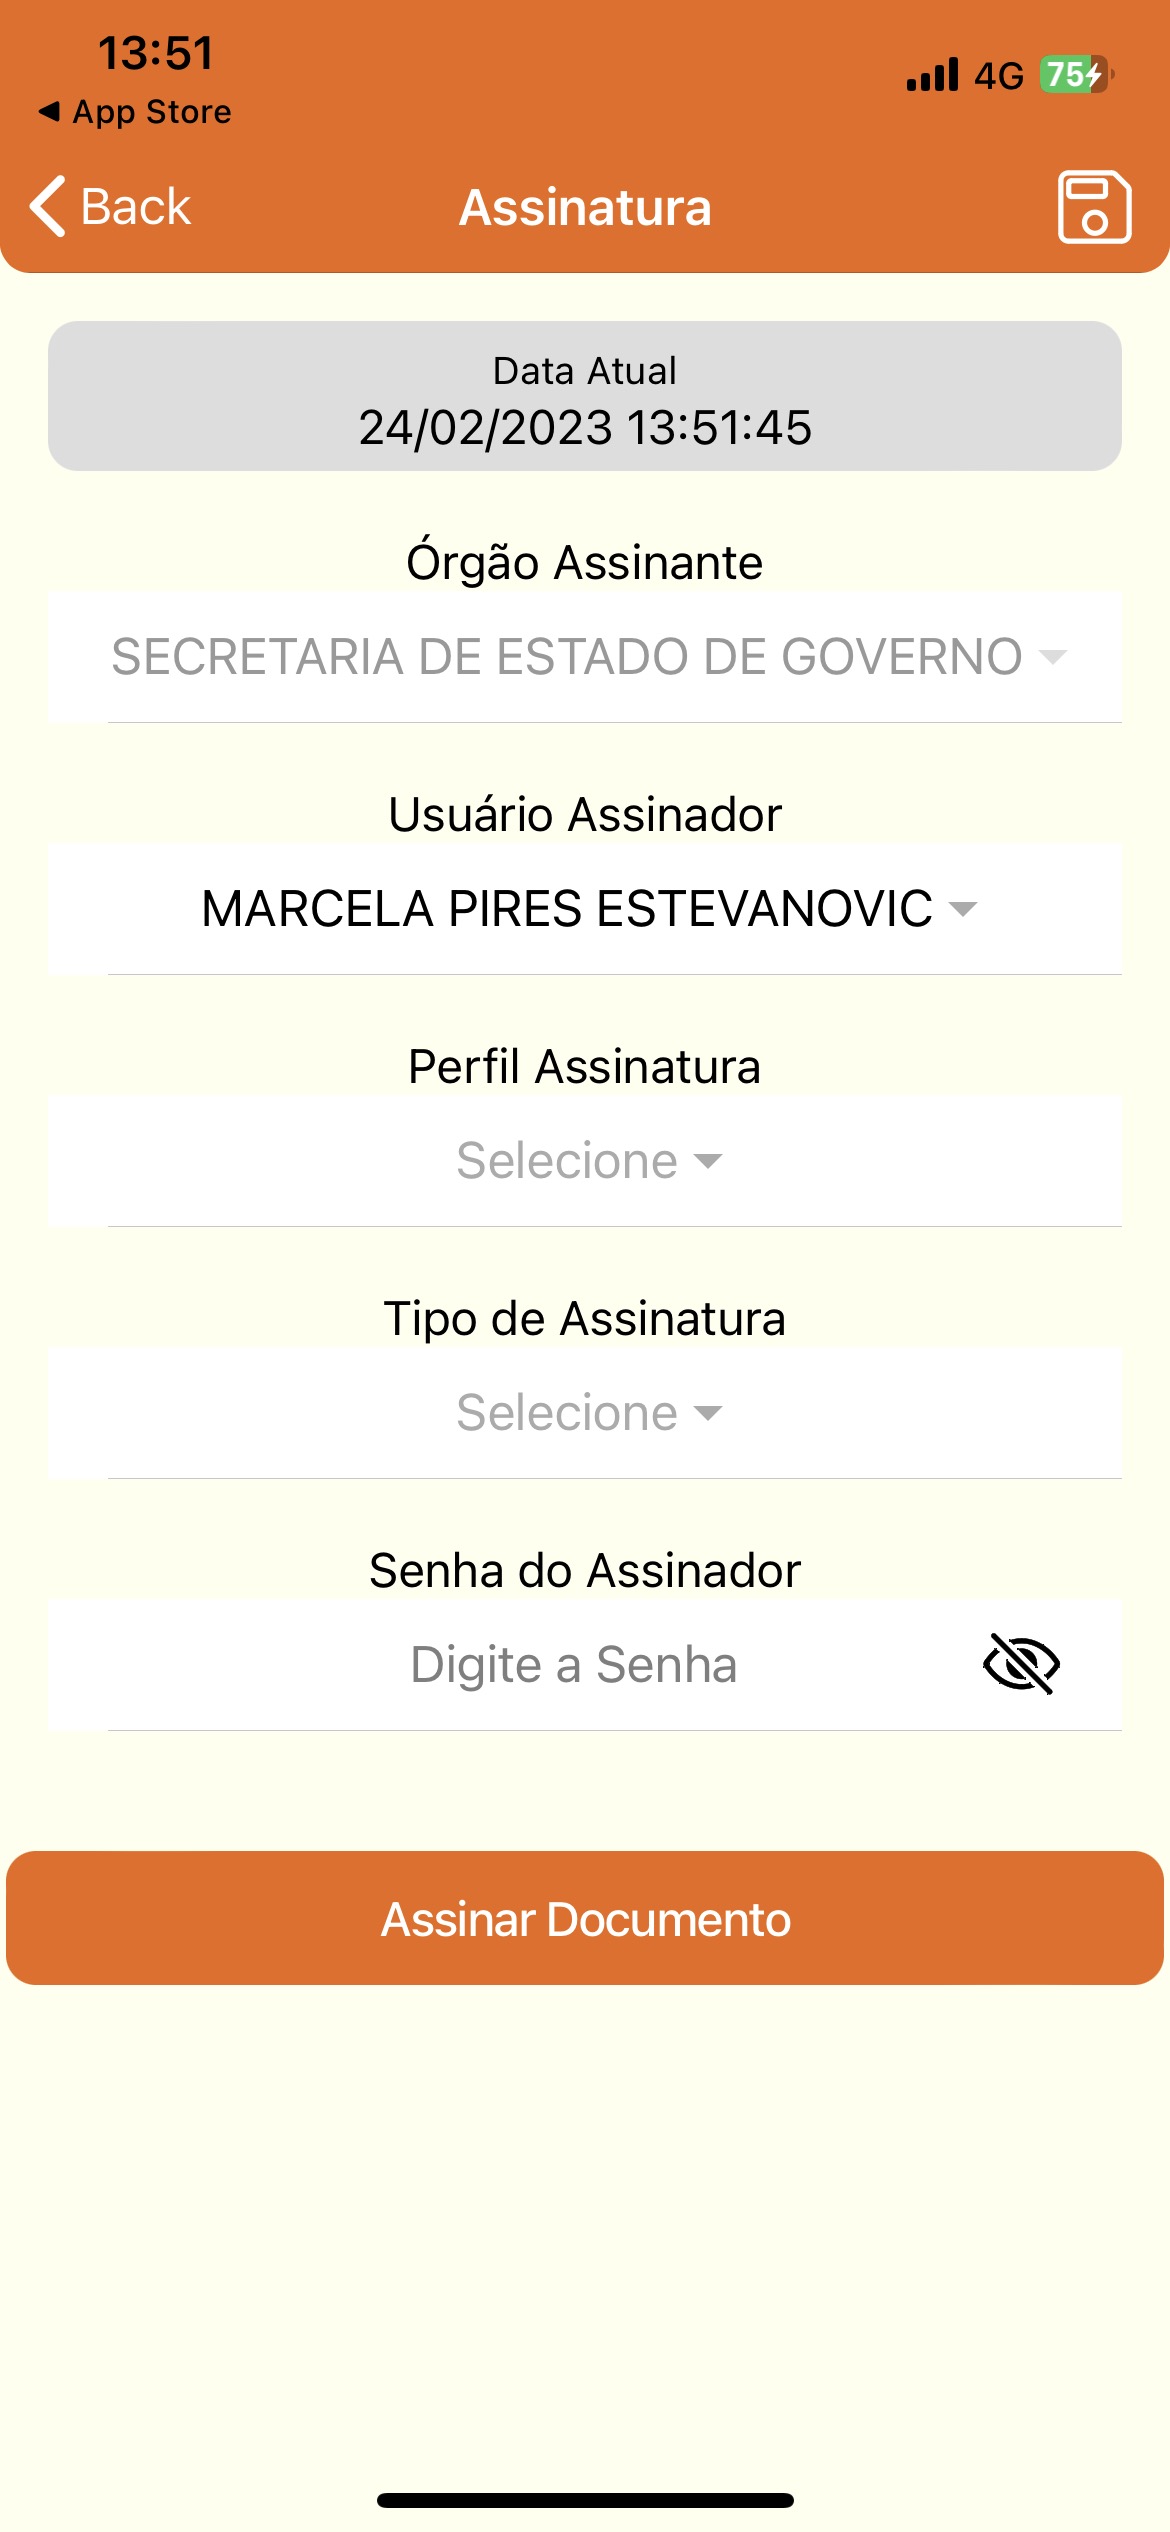 13:51
4G 75
◀ App Store
Back
Assinatura
Data Atual
24/02/2023 13:51:45
Órgão Assinante
SECRETARIA DE ESTADO DE GOVERNO
Usuário Assinador
MARCELA PIRES ESTEVANOVIC
Perfil Assinatura
Selecione
Tipo de Assinatura
Selecione
Senha do Assinador
Digite a Senha
Assinar Documento